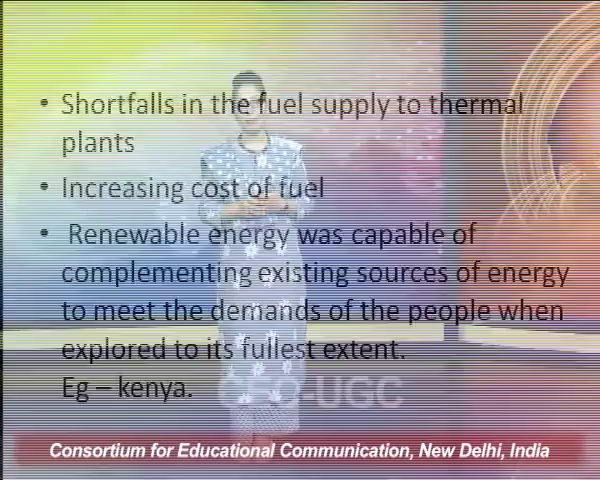 • Shortfalls in the fuel supply to thermal
plants
• Increasing cost of fuel
• Renewable energy was capable of
complementing existing sources of energy
to meet the demands of the people when
explored to its fullest extent.
Eg – kenya.
CEC-UGC
Consortium for Educational Communication, New Delhi, India